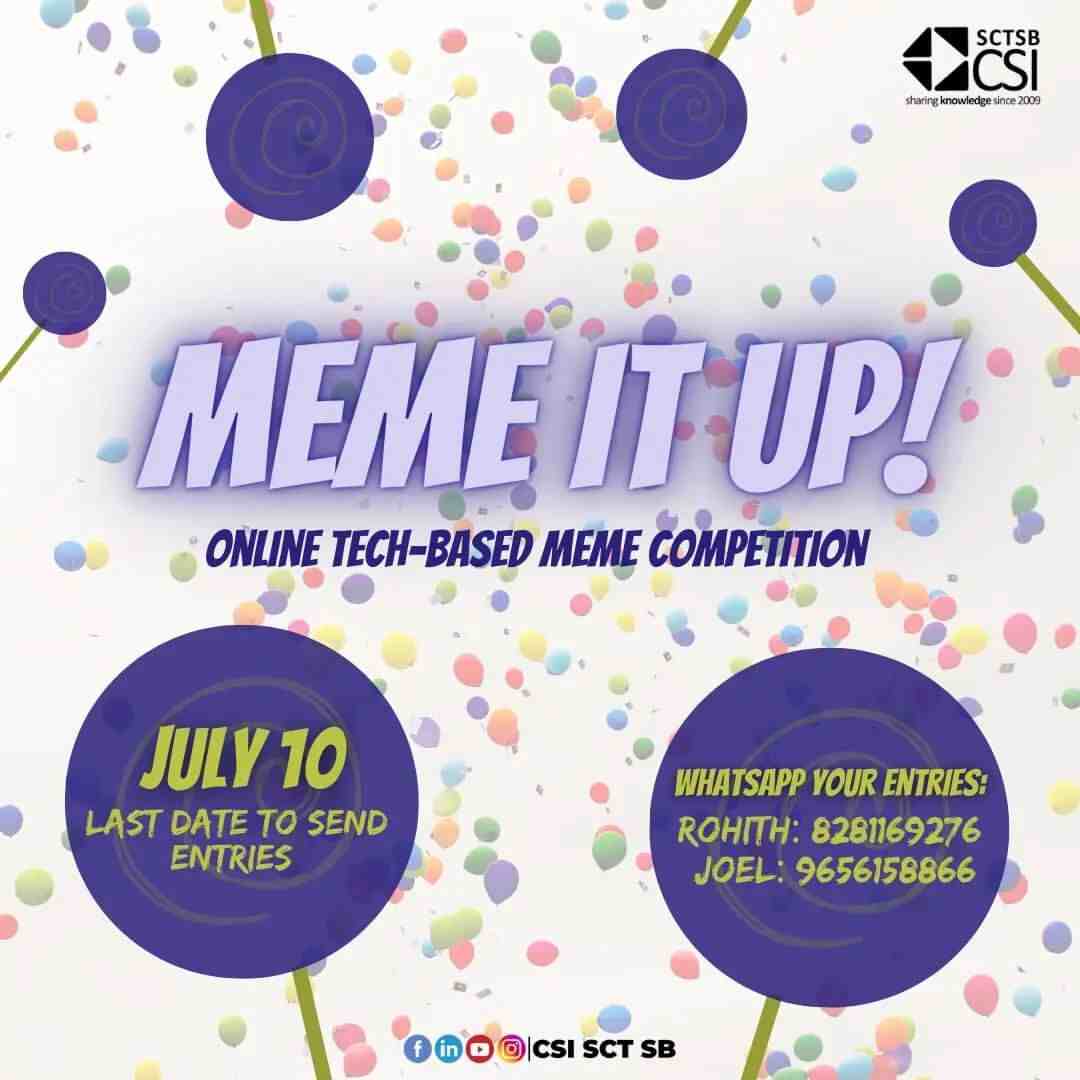 SCTSB
CSI
sharing knowledge since 2009
MEME IT UP!
ONLINE TECH-BASED MEME COMPETITION
JULY 10
LAST DATE TO SEND
ENTRIES
WHATSAPP YOUR ENTRIES:
ROHITH: 8281169276
JOEL: 9656158866
CSI SCT SB